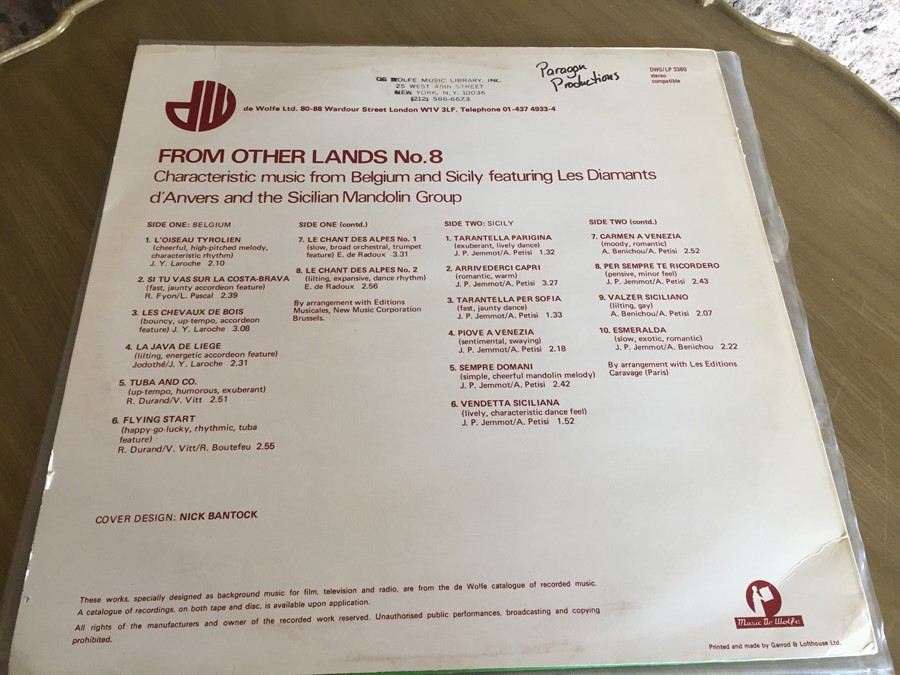 dW
DE WOLFE MUSIC LIBRARY, INC.
25 WEST 45th STREET
NEW YORK, N.Y. 10036
(212) 586-6673
Paragon
Productions
DWS/LP 3360
stereo
compatible
de Wolfe Ltd. 80-88 Wardour Street London W1V 3LF. Telephone 01-437 4933-4
FROM OTHER LANDS No.8
Characteristic music from Belgium and Sicily featuring Les Diamants
d'Anvers and the Sicilian Mandolin Group
SIDE ONE: BELGIUM
1. L'OISEAU TYROLIEN
(cheerful, high-pitched melody,
characteristic rhythm)
J. Y. Laroche 2.10
2. SI TU VAS SUR LA COSTA-BRAVA
(fast, jaunty accordeon feature)
R. Fyon/L. Pascal 2.39
3. LES CHEVAUX DE BOIS
(bouncy, up-tempo, accordeon
feature) J. Y. Laroche 3.08
4. LA JAVA DE LIEGE
(lilting, energetic accordeon feature)
Jodothé/J. Y. Laroche 2.31
5. TUBA AND CO.
(up-tempo, humorous, exuberant)
R. Durand/V. Vitt 2.51
6. FLYING START
(happy-go-lucky, rhythmic, tuba
feature)
R. Durand/V. Vitt/R. Boutefeu 2.55
SIDE ONE (contd.)
7. LE CHANT DES ALPES No. 1
(slow, broad orchestral, trumpet
feature) E. de Radoux 3.31
8. LE CHANT DES ALPES No. 2
(lilting, expansive, dance rhythm)
E. de Radoux 2.56
By arrangement with Editions
Musicales, New Music Corporation
Brussels.
SIDE TWO: SICILY
1. TARANTELLA PARIGINA
(exuberant, lively dance)
J. P. Jemmot/A. Petisi 1.32
2. ARRIVEDERCI CAPRI
(romantic, warm)
J. P. Jemmot/A. Petisi 3.27
3. TARANTELLA PER SOFIA
(fast, jaunty dance)
J. P. Jemmot/A. Petisi 1.33
4. PIOVE A VENEZIA
(sentimental, swaying)
J. P. Jemmot/A. Petisi 2.18
5. SEMPRE DOMANI
(simple, cheerful mandolin melody)
J. P. Jemmot/A. Petisi 2.42
6. VENDETTA SICILIANA
(lively, characteristic dance feel)
J. P. Jemmot/A. Petisi 1.52
SIDE TWO (contd.)
7. CARMEN A VENEZIA
(moody, romantic)
A. Benichou/A. Petisi 2.52
8. PER SEMPRE TE RICORDERO
(pensive, minor feel)
J. P. Jemmot/A. Petisi 2.43
9. VALZER SICILIANO
(lilting, gay)
A. Benichou/A. Petisi 2.07
10. ESMERALDA
(slow, exotic, romantic)
J. P. Jemmot/A. Benichou 2.22
By arrangement with Les Editions
Caravage (Paris)
COVER DESIGN: NICK BANTOCK
These works, specially designed as background music for film, television and radio, are from the de Wolfe catalogue of recorded music.
A catalogue of recordings, on both tape and disc, is available upon application.
All rights of the manufacturers and owner of the recorded work reserved. Unauthorised public performances, broadcasting and copying
prohibited.
Music De Wolfe
Printed and made by Garrod & Lofthouse Ltd.